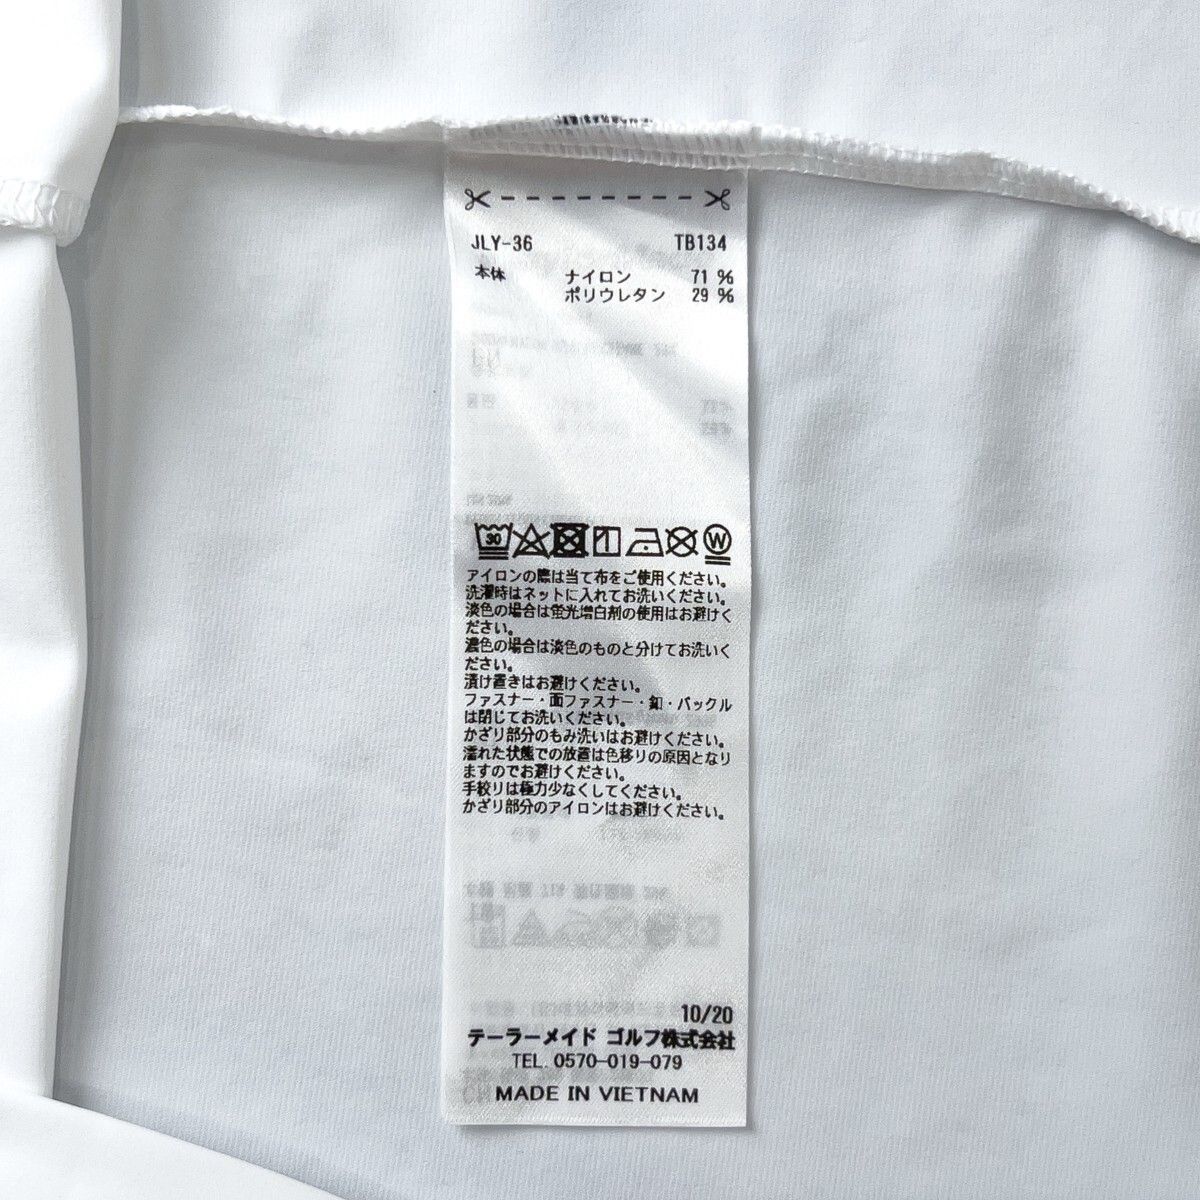 JLY-36 TB134
本体 ナイロン 71 %
ポリウレタン 29 %
30 W
アイロンの際は当て布をご使用ください。
洗濯時はネットに入れてお洗いください。
淡色の場合は蛍光増白剤の使用はお避けく
ださい。
濃色の場合は淡色のものと分けてお洗いく
ださい。
漬け置きはお避けください。
ファスナー・面ファスナー・釦・バックル
は閉じてお洗いください。
かざり部分のもみ洗いはお避けください。
濡れた状態での放置は色移りの原因となり
ますのでお避けください。
手絞りは極力少なくしてください。
かざり部分のアイロンはお避けください。
10/20
テーラーメイド ゴルフ株式会社
TEL. 0570-019-079
MADE IN VIETNAM